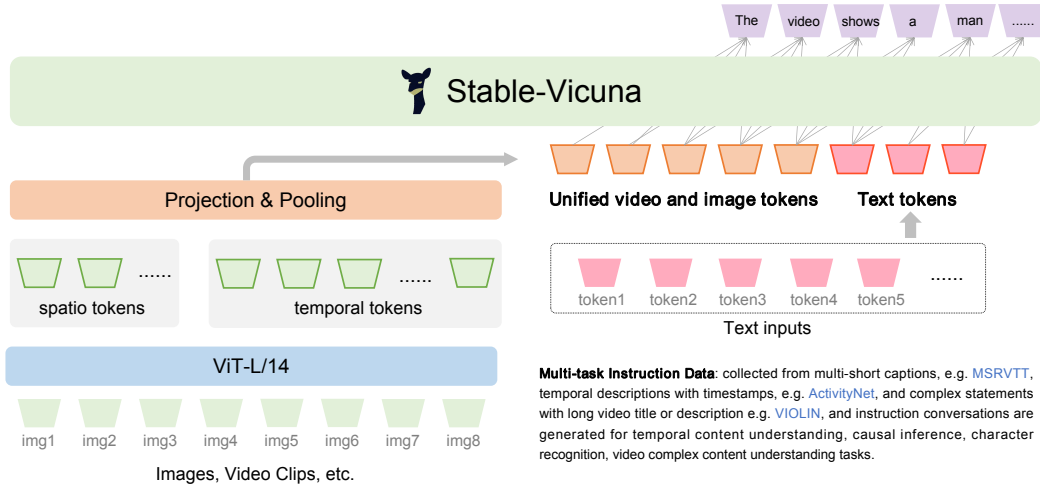 The video shows a man ......
Stable-Vicuna
Projection & Pooling
Unified video and image tokens Text tokens
...... ......
spatio tokens temporal tokens
......
token1 token2 token3 token4 token5
Text inputs
ViT-L/14
img1 img2 img3 img4 img5 img6 img7 img8
Images, Video Clips, etc.
Multi-task Instruction Data: collected from multi-short captions, e.g. MSRVTT,
temporal descriptions with timestamps, e.g. ActivityNet, and complex statements
with long video title or description e.g. VIOLIN, and instruction conversations are
generated for temporal content understanding, causal inference, character
recognition, video complex content understanding tasks.